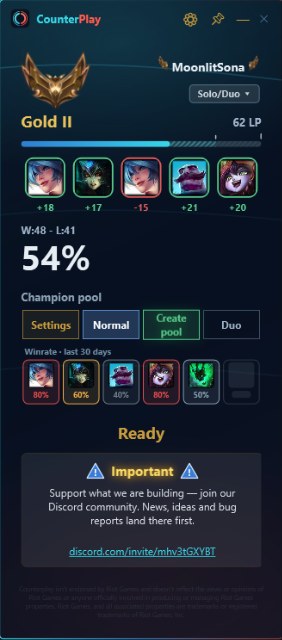 CounterPlay
MoonlitSona
Solo/Duo
Gold II
62 LP
+18 +17 -15 +21 +20
W:48 - L:41
54%
Champion pool
Settings
Normal
Create
pool
Duo
Winrate · last 30 days
80% 60% 40% 80% 50%
Ready
Important
Support what we are building — join our
Discord community. News, ideas and bug
reports land there first.
discord.com/invite/mhv3tGXYBT